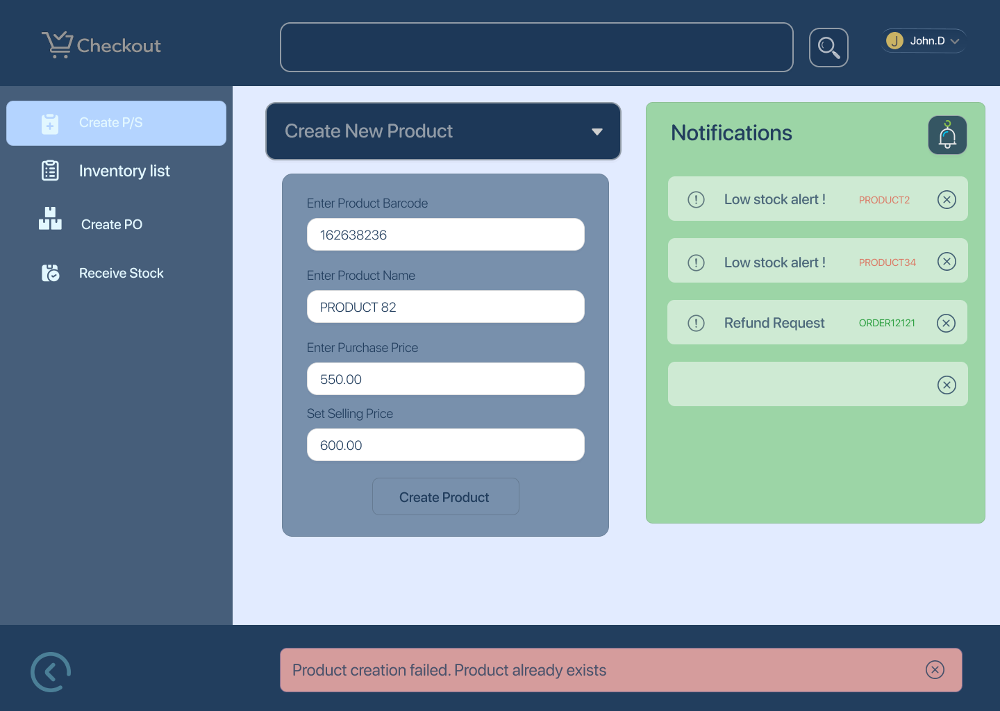 Checkout
J John.D
Create P/S
Inventory list
Create PO
Receive Stock
Create New Product
Enter Product Barcode
162638236
Enter Product Name
PRODUCT 82
Enter Purchase Price
550.00
Set Selling Price
600.00
Create Product
Notifications
Low stock alert ! PRODUCT2
Low stock alert ! PRODUCT34
Refund Request ORDER12121
Product creation failed. Product already exists